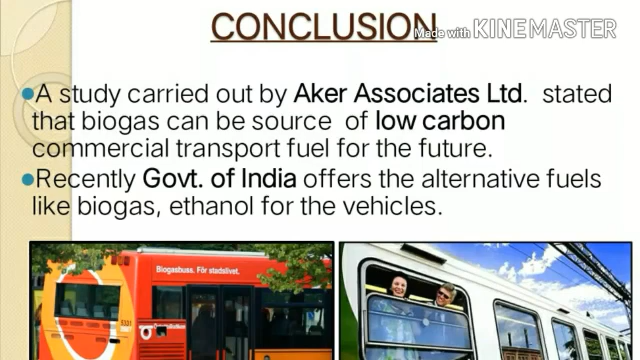 CONCLUSION
Made with KINEMASTER
A study carried out by Aker Associates Ltd. stated
that biogas can be source of low carbon
commercial transport fuel for the future.
Recently Govt. of India offers the alternative fuels
like biogas, ethanol for the vehicles.
Biogasbuss. För stadslivet.